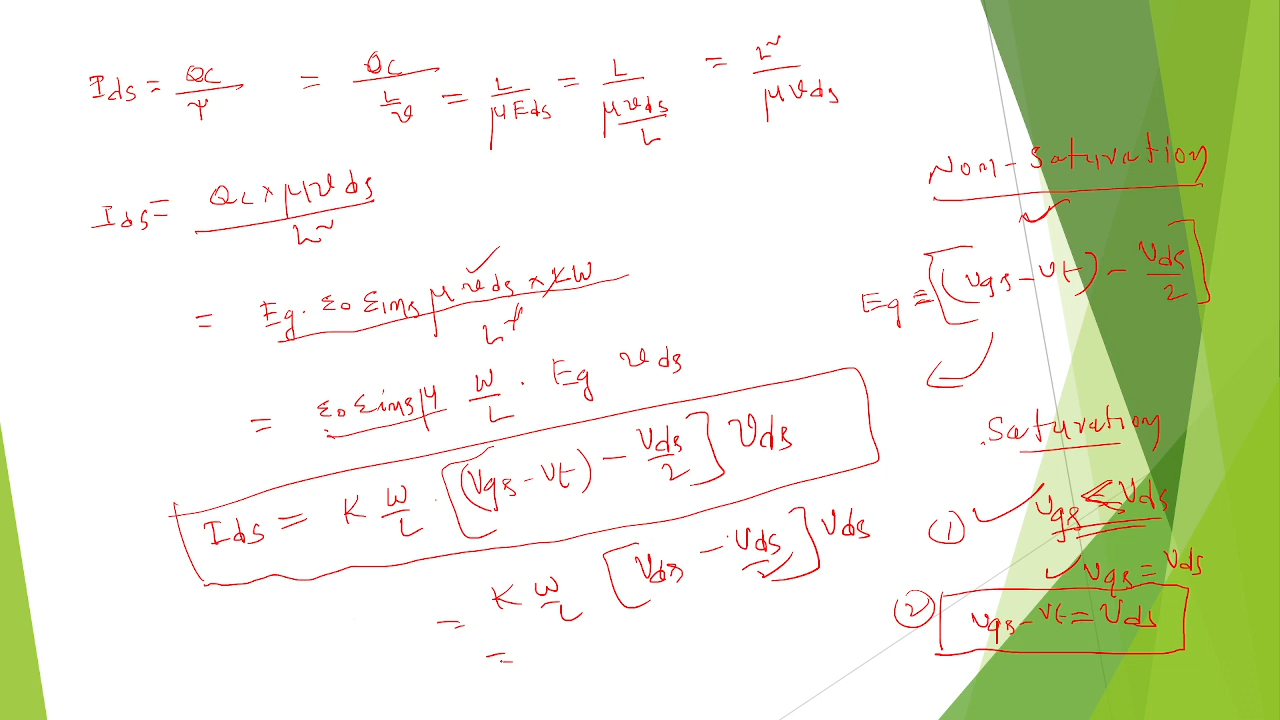 Ids = Qc/τ = Qc/(L/v) = L/(μEds) = L/(μVds/L) = L²/(μVds)
Ids = Qc × μVds / L²
= Eg · ε0 εins μ Vds × LW / L²
= ε0 εins μ W/L · Eg Vds
Ids = K W/L · [(Vgs - Vt) - Vds/2] Vds
= K W/L [Vds - Vds/2] Vds
=
Non-Saturation
Eg = [(Vgs - Vt) - Vds/2]
Saturation
① Vgs ≤ Vds
Vgs = Vds
② Vgs - Vt = Vds